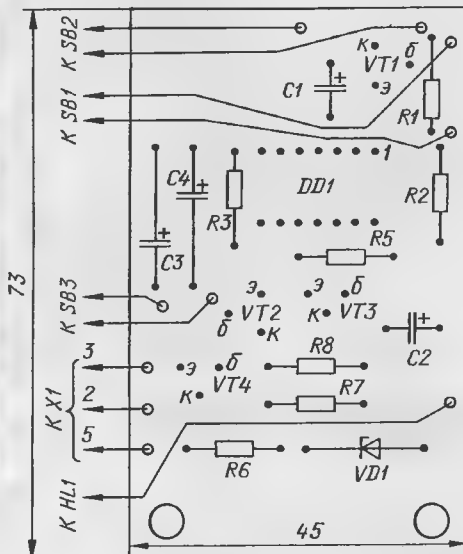 К SB2
к
б
VT1
э
C1
+
R1
К SB1
1
C4
+
DD1
R3
R2
C3
+
R5
73
К SB3
э
э
б
VT2
к
VT3
б
к
C2
+
3
э
б
R8
VT4
К X1
2
к
R7
5
R6
VD1
К HL1
45